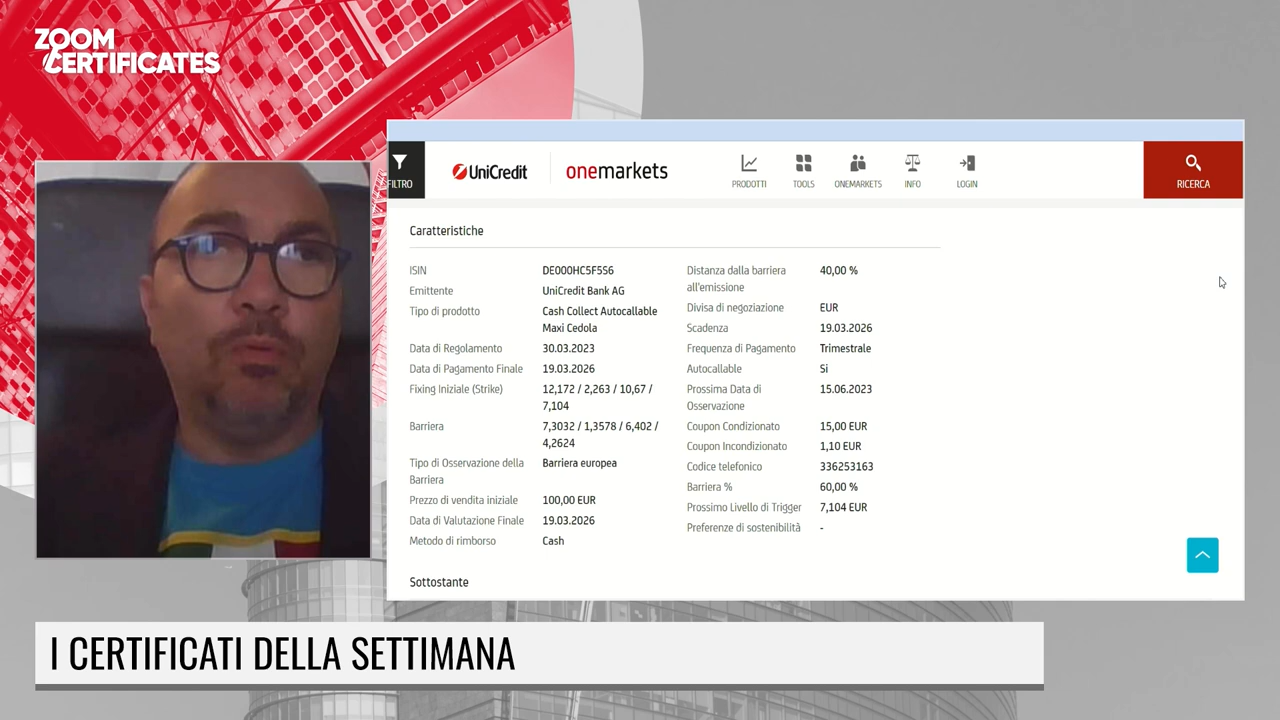 ZOOM
CERTIFICATES
FILTRO
UniCredit
onemarkets
PRODOTTI
TOOLS
ONEMARKETS
INFO
LOGIN
RICERCA
Caratteristiche
ISIN DE000HC5F5S6
Emittente UniCredit Bank AG
Tipo di prodotto Cash Collect Autocallable
Maxi Cedola
Data di Regolamento 30.03.2023
Data di Pagamento Finale 19.03.2026
Fixing Iniziale (Strike) 12,172 / 2,263 / 10,67 /
7,104
Barriera 7,3032 / 1,3578 / 6,402 /
4,2624
Tipo di Osservazione della Barriera europea
Barriera
Prezzo di vendita iniziale 100,00 EUR
Data di Valutazione Finale 19.03.2026
Metodo di rimborso Cash
Distanza dalla barriera 40,00 %
all'emissione
Divisa di negoziazione EUR
Scadenza 19.03.2026
Frequenza di Pagamento Trimestrale
Autocallable Si
Prossima Data di 15.06.2023
Osservazione
Coupon Condizionato 15,00 EUR
Coupon Incondizionato 1,10 EUR
Codice telefonico 336253163
Barriera % 60,00 %
Prossimo Livello di Trigger 7,104 EUR
Preferenze di sostenibilità -
Sottostante
I CERTIFICATI DELLA SETTIMANA